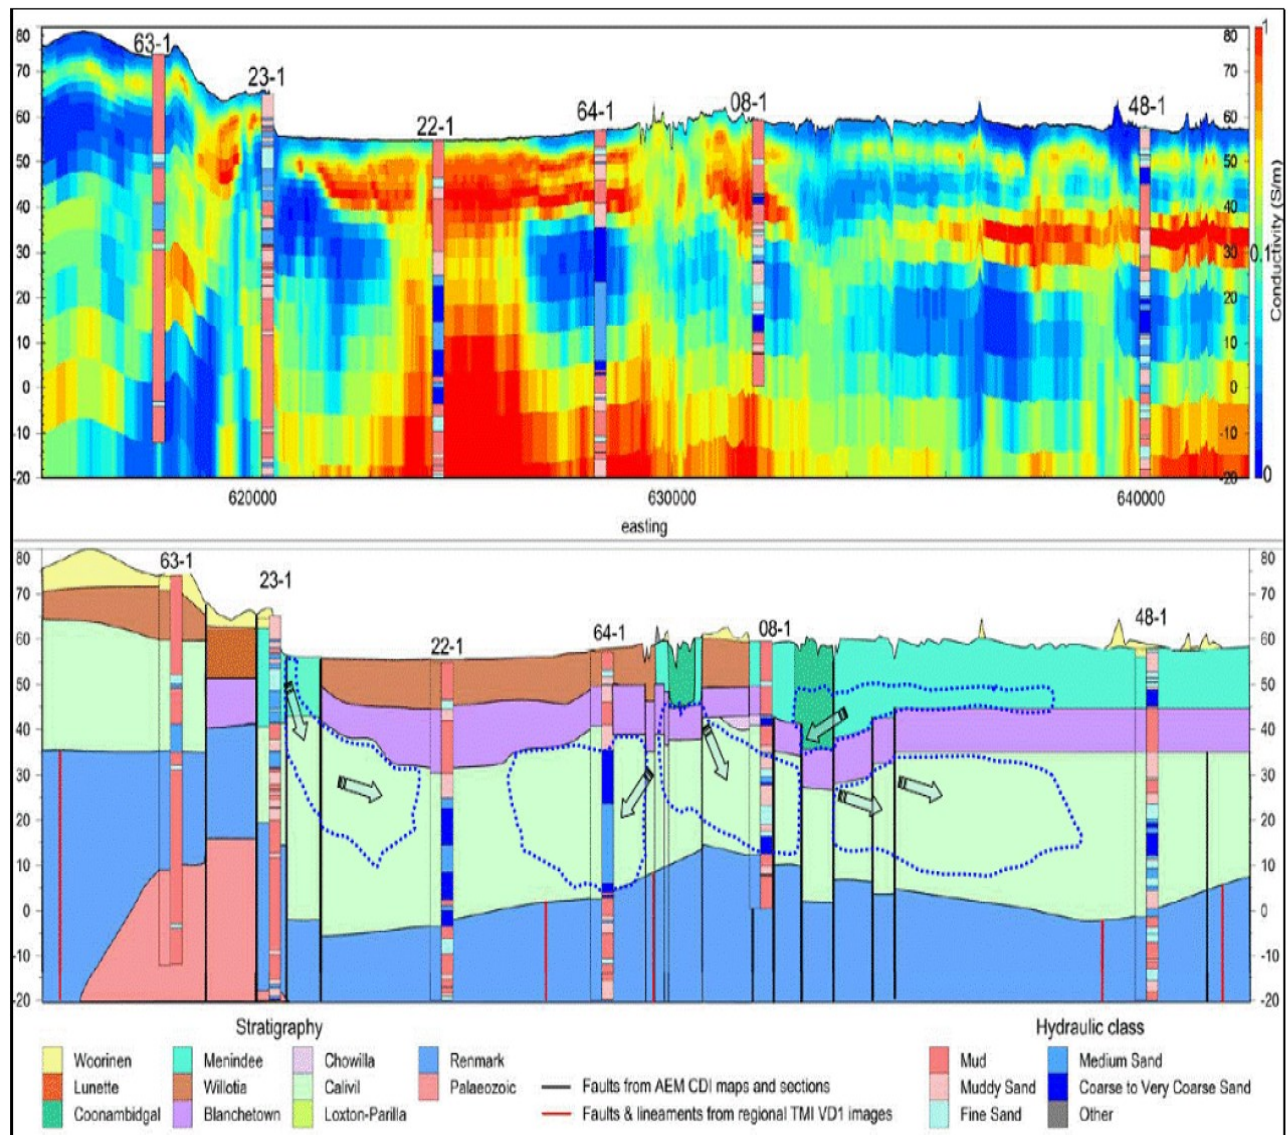 63-1
23-1
22-1
64-1
08-1
48-1
80
70
60
50
40
30
20
10
0
-10
-20
80
70
60
50
40
30
20
10
0
-10
-20
1
0.1
0
Conductivity (S/m)
620000 630000 640000
easting
63-1
23-1
22-1
64-1
08-1
48-1
80
70
60
50
40
30
20
10
0
-10
-20
80
70
60
50
40
30
20
10
0
-10
-20
Stratigraphy
Woorinen
Lunette
Coonambidgal
Menindee
Willotia
Blanchetown
Chowilla
Calivil
Loxton-Parilla
Renmark
Palaeozoic
Faults from AEM CDI maps and sections
Faults & lineaments from regional TMI VD1 images
Hydraulic class
Mud
Muddy Sand
Fine Sand
Medium Sand
Coarse to Very Coarse Sand
Other